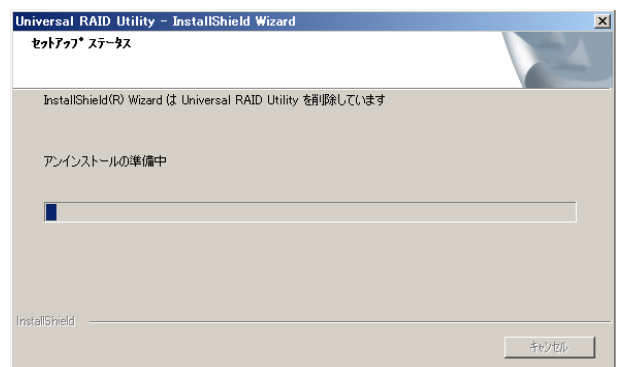 Universal RAID Utility - InstallShield Wizard
セットアップ ステータス
InstallShield(R) Wizard は Universal RAID Utility を削除しています
アンインストールの準備中
InstallShield
キャンセル